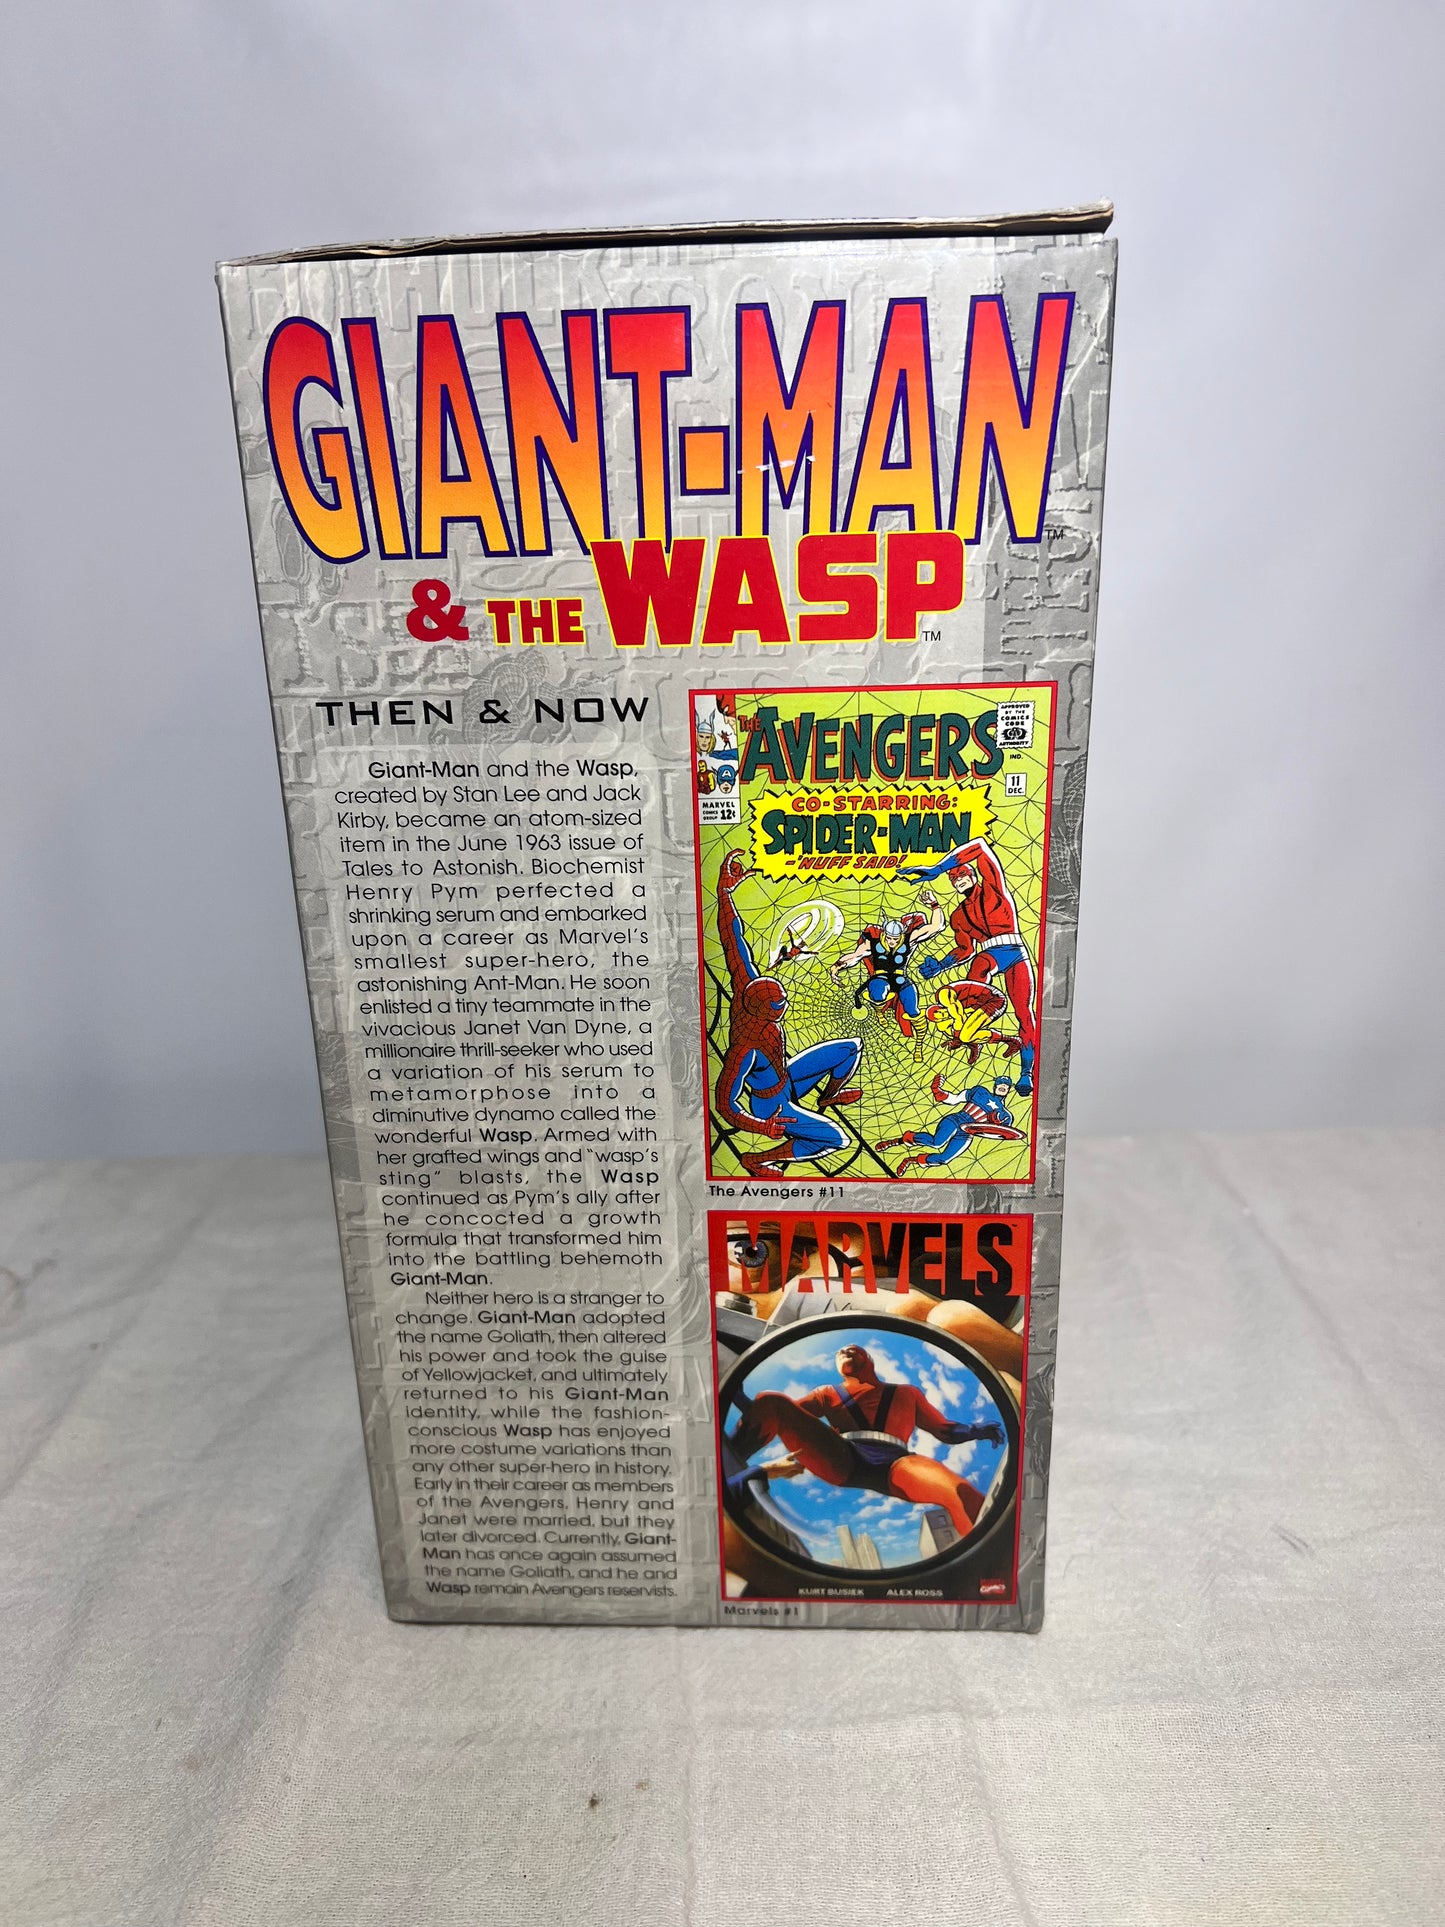 GIANT-MAN™
& THE WASP™
THEN & NOW
Giant-Man and the Wasp,
created by Stan Lee and Jack
Kirby, became an atom-sized
item in the June 1963 issue of
Tales to Astonish. Biochemist
Henry Pym perfected a
shrinking serum and embarked
upon a career as Marvel's
smallest super-hero, the
astonishing Ant-Man. He soon
enlisted a tiny teammate in the
vivacious Janet Van Dyne, a
millionaire thrill-seeker who used
a variation of his serum to
metamorphose into a
diminutive dynamo called the
wonderful Wasp. Armed with
her grafted wings and "wasp's
sting" blasts, the Wasp
continued as Pym's ally after
he concocted a growth
formula that transformed him
into the battling behemoth
Giant-Man.
Neither hero is a stranger to
change. Giant-Man adopted
the name Goliath, then altered
his power and took the guise
of Yellowjacket, and ultimately
returned to his Giant-Man
identity, while the fashion-
conscious Wasp has enjoyed
more costume variations than
any other super-hero in history.
Early in their career as members
of the Avengers, Henry and
Janet were married, but they
later divorced. Currently, Giant-
Man has once again assumed
the name Goliath, and he and
Wasp remain Avengers reservists.
THE AVENGERS
APPROVED
BY THE
COMICS
CODE
AUTHORITY
IND.
11
DEC.
MARVEL
COMICS
GROUP 12¢
CO-STARRING:
SPIDER-MAN
-'NUFF SAID!
The Avengers #11
MARVELS
KURT BUSIEK ALEX ROSS
Marvels #1